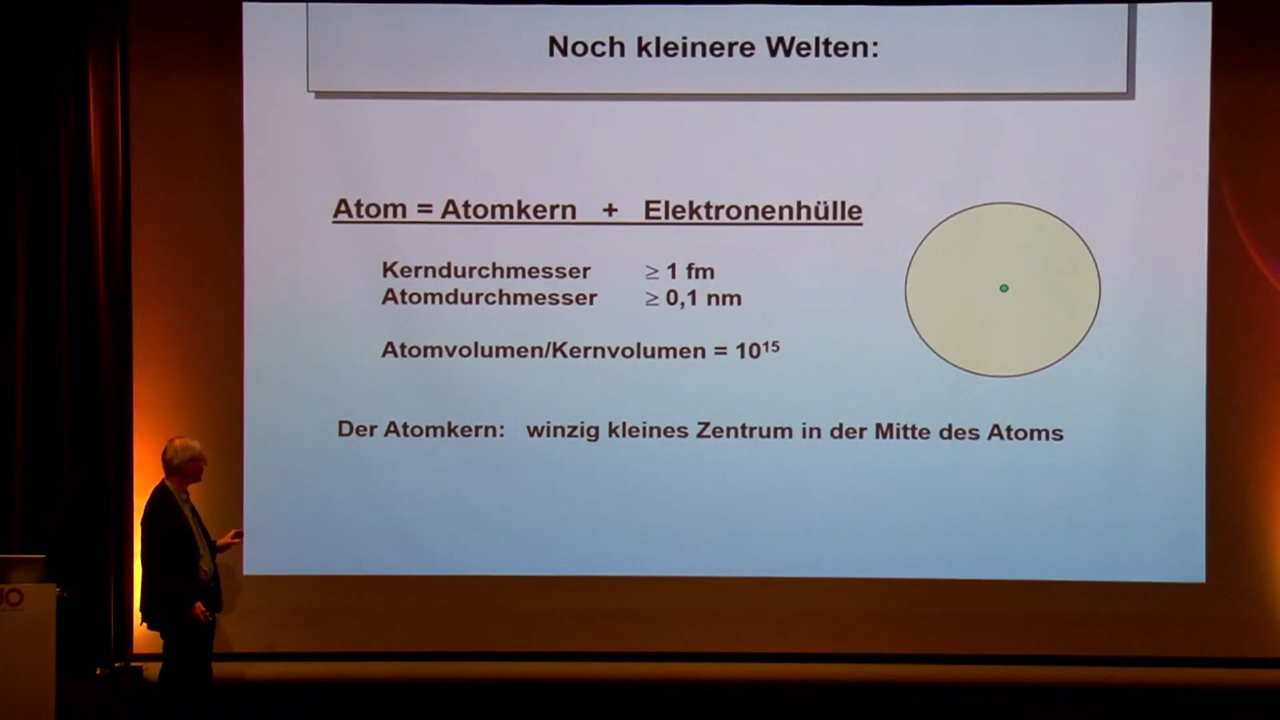 Noch kleinere Welten:
Atom = Atomkern + Elektronenhülle
Kerndurchmesser ≥ 1 fm
Atomdurchmesser ≥ 0,1 nm
Atomvolumen/Kernvolumen = 10¹⁵
Der Atomkern: winzig kleines Zentrum in der Mitte des Atoms